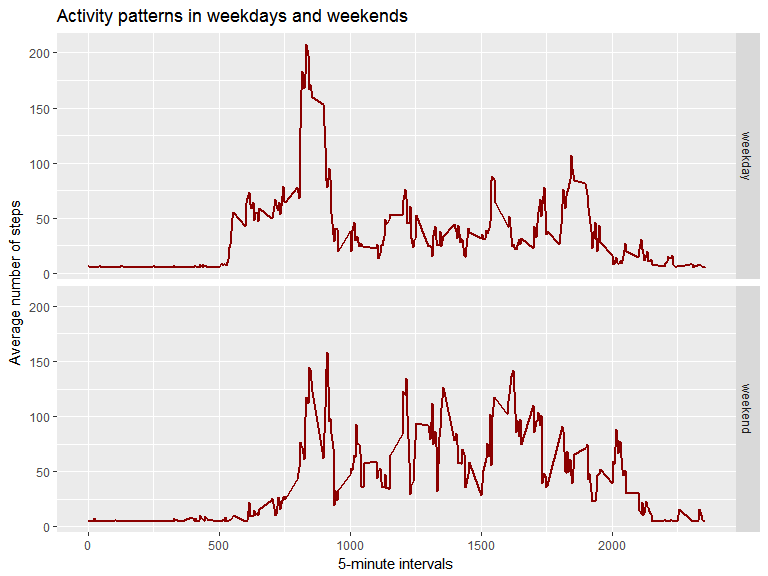 Activity patterns in weekdays and weekends
Average number of steps
200
150
100
50
0
weekday
200
150
100
50
0
weekend
0 500 1000 1500 2000
5-minute intervals